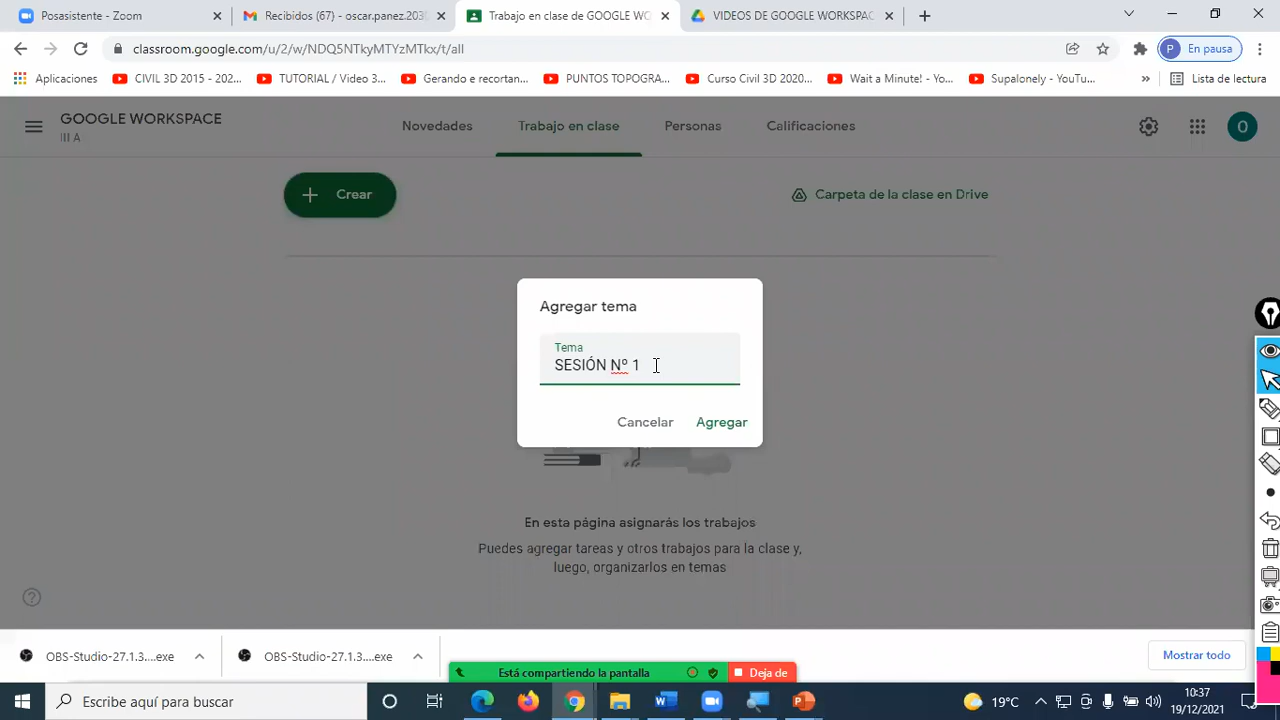 Posasistente - Zoom
Recibidos (67) - oscar.panez.203
Trabajo en clase de GOOGLE WO
VIDEOS DE GOOGLE WORKSPAC
classroom.google.com/u/2/w/NDQ5NTkyMTYzMTkx/t/all
P En pausa
Aplicaciones
CIVIL 3D 2015 - 202...
TUTORIAL / Video 3...
Gerando e recortan...
PUNTOS TOPOGRA...
Curso Civil 3D 2020...
Wait a Minute! - Yo...
Supalonely - YouTu...
»
Lista de lectura
GOOGLE WORKSPACE
III A
Novedades
Trabajo en clase
Personas
Calificaciones
O
Crear
Carpeta de la clase en Drive
Agregar tema
Tema
SESIÓN Nº 1
Cancelar
Agregar
En esta página asignarás los trabajos
Puedes agregar tareas y otros trabajos para la clase y,
luego, organizarlos en temas
OBS-Studio-27.1.3....exe
OBS-Studio-27.1.3....exe
Mostrar todo
Está compartiendo la pantalla
Deja de
Escribe aquí para buscar
19°C
10:37
19/12/2021